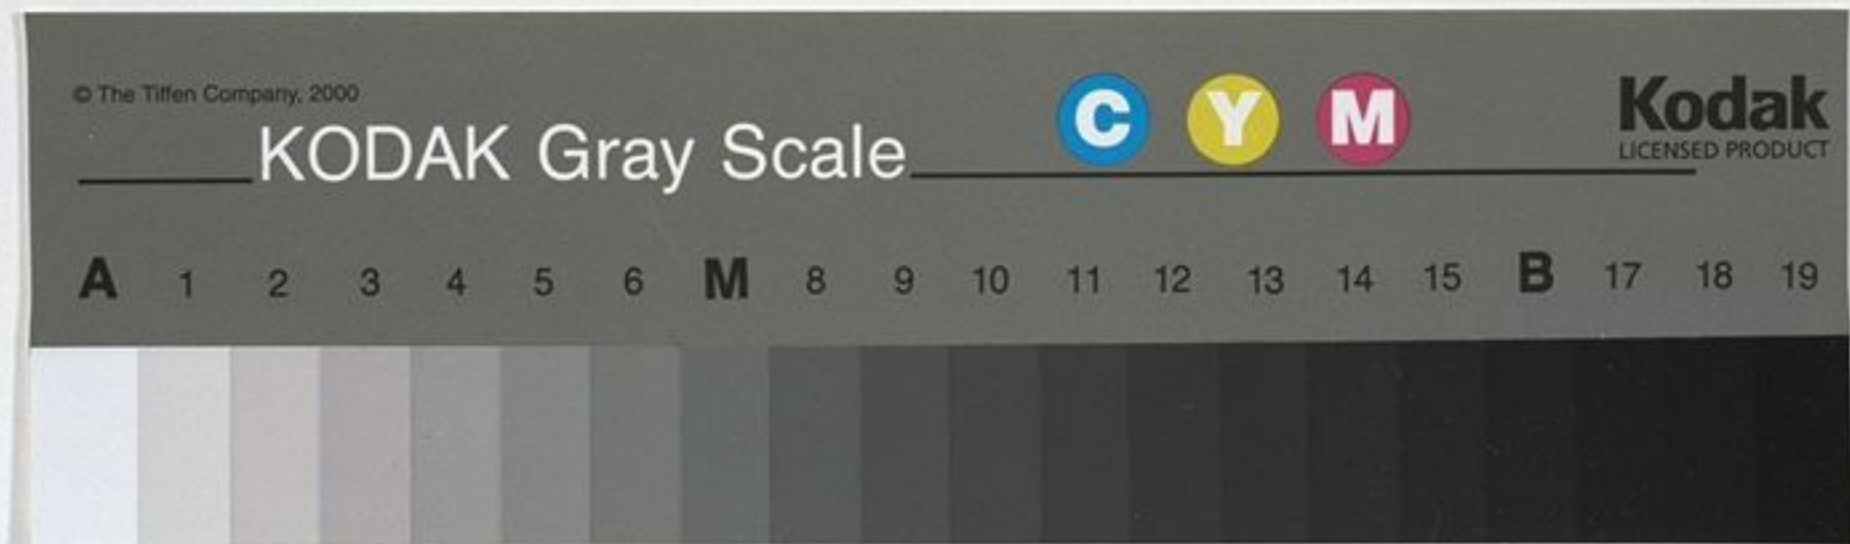 © The Tiffen Company, 2000
KODAK Gray Scale
C Y M
Kodak
LICENSED PRODUCT
A 1 2 3 4 5 6 M 8 9 10 11 12 13 14 15 B 17 18 19